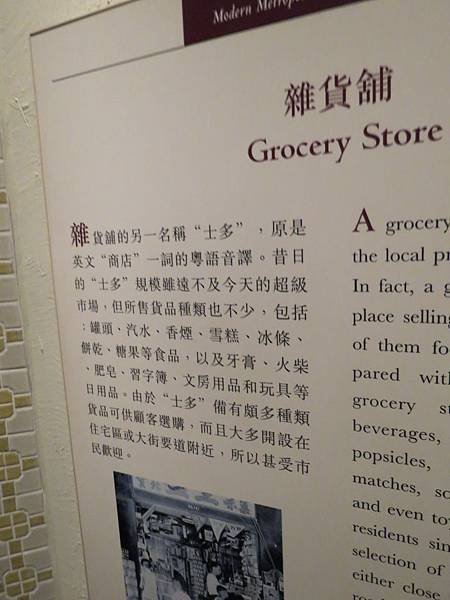 Modern Metropo
雜貨舖
Grocery Store
雜貨舖的另一名稱“士多”，原是
英文“商店”一詞的粵語音譯。昔日
的“士多”規模雖遠不及今天的超級
市場，但所售貨品種類也不少，包括
：罐頭、汽水、香煙、雪糕、冰條、
餅乾、糖果等食品，以及牙膏、火柴
、肥皂、習字簿、文房用品和玩具等
日用品。由於“士多”備有頗多種類
貨品可供顧客選購，而且大多開設在
住宅區或大街要道附近，所以甚受市
民歡迎。
A grocery
the local pr
In fact, a g
place selling
of them fo
pared with
grocery st
beverages,
popsicles,
matches, so
and even toy
residents sin
selection of
either close